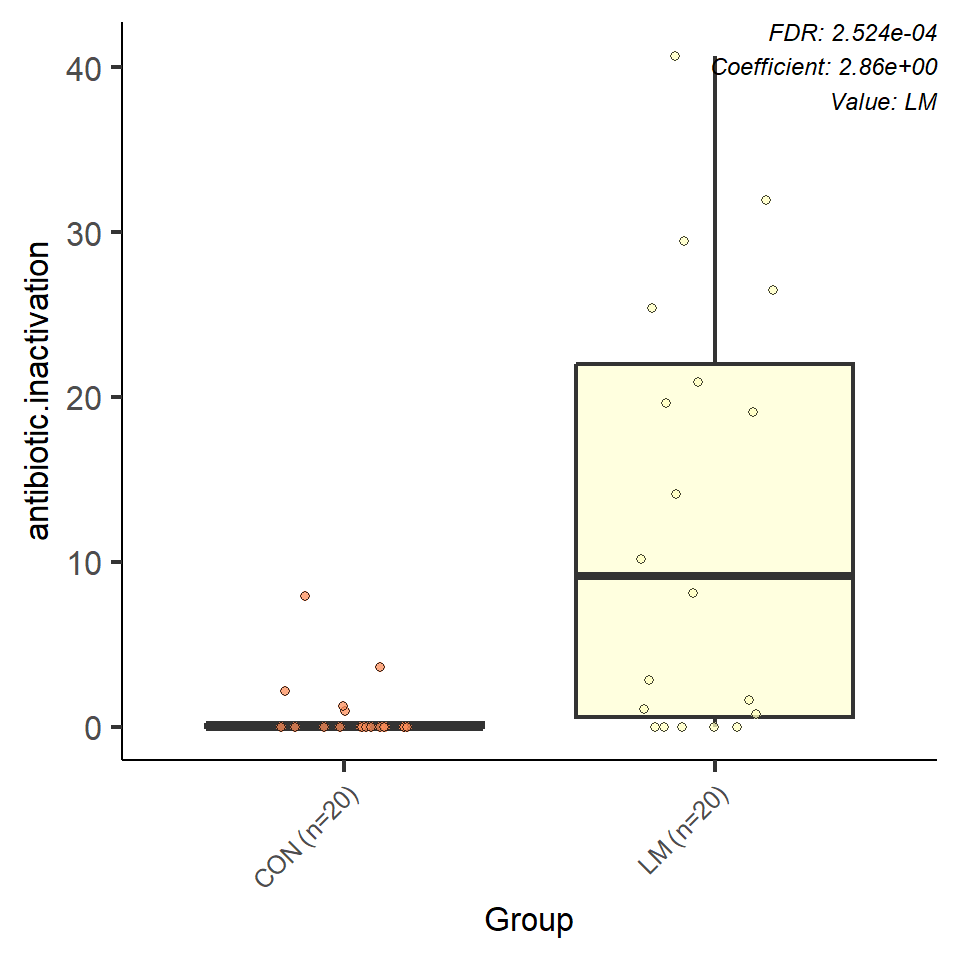 FDR: 2.524e-04
Coefficient: 2.86e+00
Value: LM
antibiotic.inactivation
40
30
20
10
0
CON (n=20)
LM (n=20)
Group